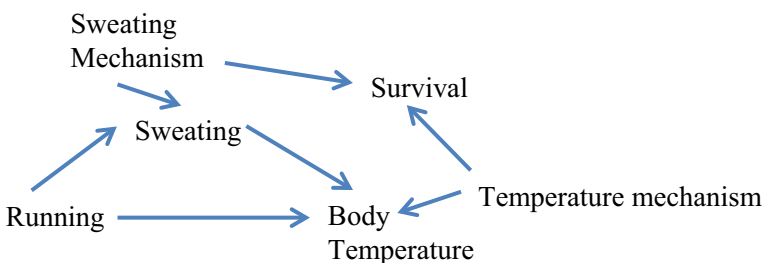 Sweating
Mechanism
Survival
Sweating
Temperature mechanism
Running
Body
Temperature